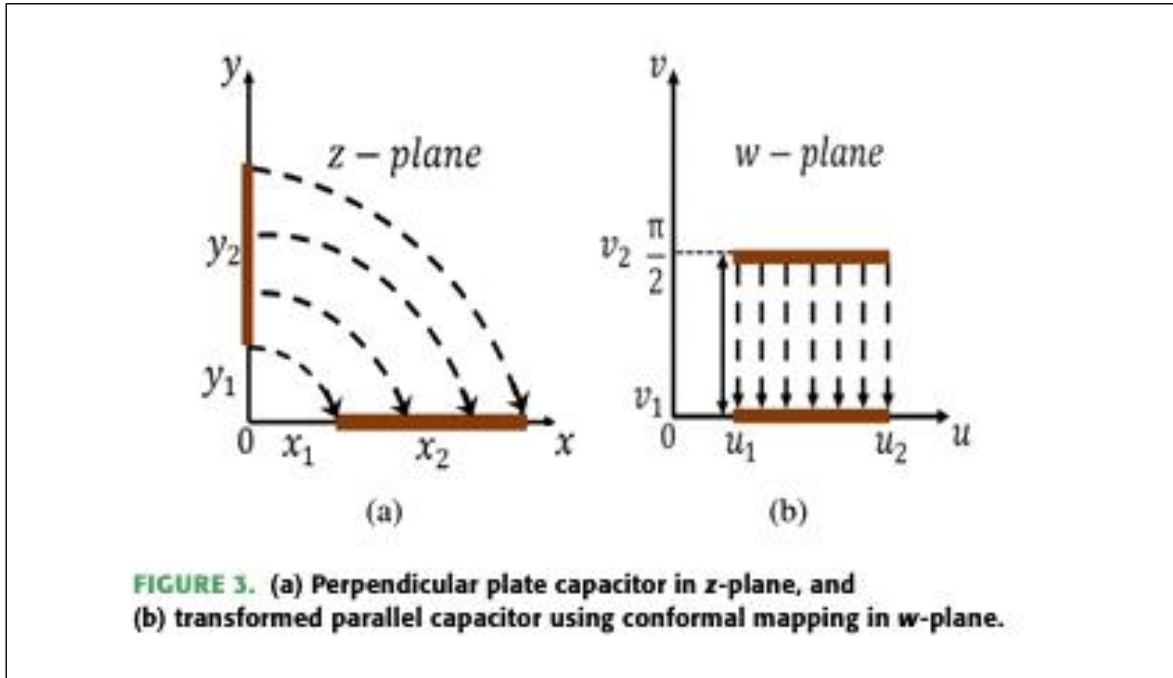 y
z – plane
y₂
y₁
0
x₁
x₂
x
(a)
v
w – plane
v₂ π/2
v₁
0
u₁
u₂
u
(b)
FIGURE 3. (a) Perpendicular plate capacitor in z-plane, and
(b) transformed parallel capacitor using conformal mapping in w-plane.